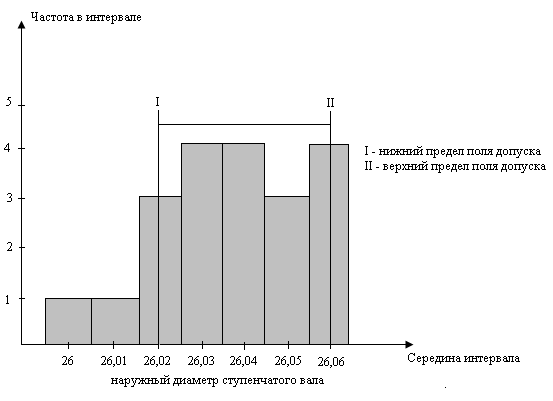 Частота в интервале
I
II
5
4
3
2
1
I - нижний предел поля допуска
II - верхний предел поля допуска
26 26,01 26,02 26,03 26,04 26,05 26,06
Середина интервала
наружный диаметр ступенчатого вала